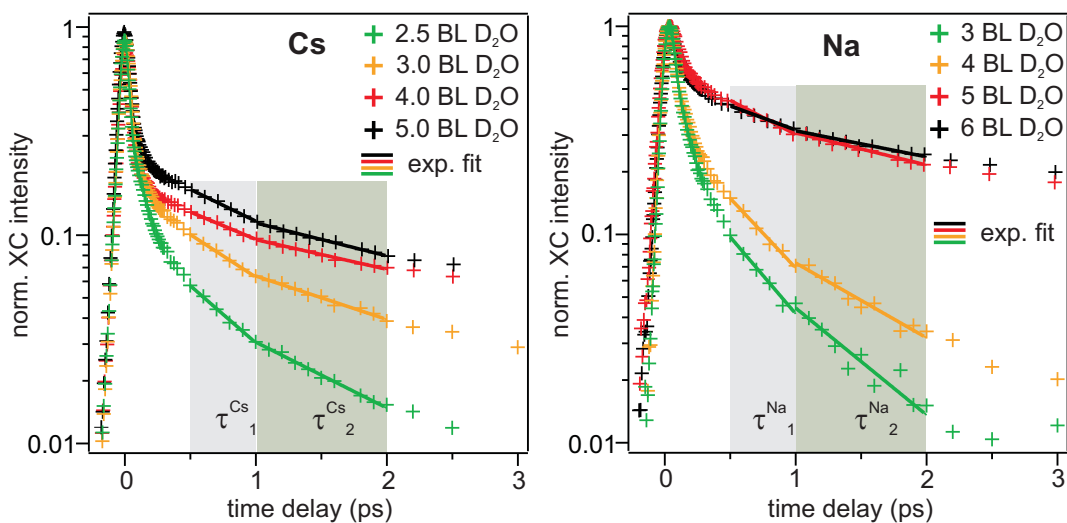 Cs
2.5 BL D₂O
3.0 BL D₂O
4.0 BL D₂O
5.0 BL D₂O
exp. fit
norm. XC intensity
1
0.1
0.01
τ₁ᶜˢ
τ₂ᶜˢ
0
1
2
3
time delay (ps)
Na
3 BL D₂O
4 BL D₂O
5 BL D₂O
6 BL D₂O
exp. fit
norm. XC intensity
1
0.1
0.01
τ₁ᴺᵃ
τ₂ᴺᵃ
0
1
2
3
time delay (ps)